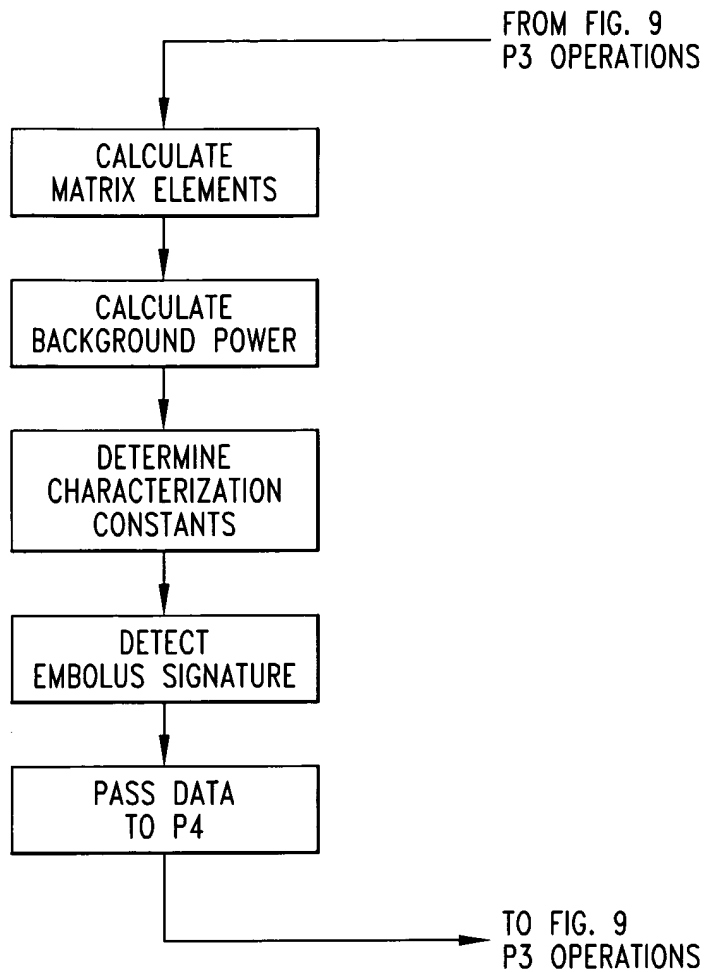 FROM FIG. 9
P3 OPERATIONS
CALCULATE
MATRIX ELEMENTS
CALCULATE
BACKGROUND POWER
DETERMINE
CHARACTERIZATION
CONSTANTS
DETECT
EMBOLUS SIGNATURE
PASS DATA
TO P4
TO FIG. 9
P3 OPERATIONS